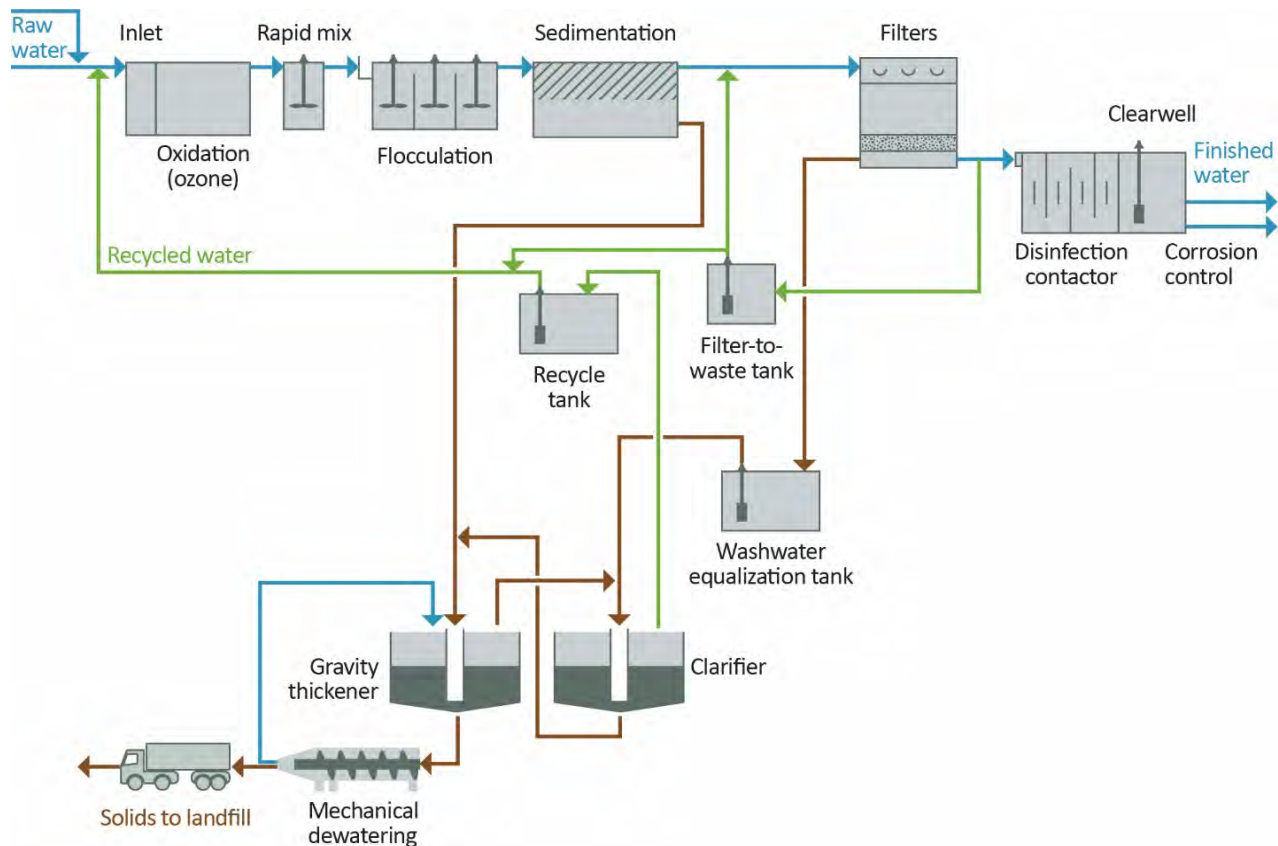 Raw
water
Inlet
Rapid mix
Sedimentation
Filters
Oxidation
(ozone)
Flocculation
Clearwell
Finished
water
Recycled water
Disinfection
contactor
Corrosion
control
Recycle
tank
Filter-to-
waste tank
Washwater
equalization tank
Gravity
thickener
Clarifier
Solids to landfill
Mechanical
dewatering